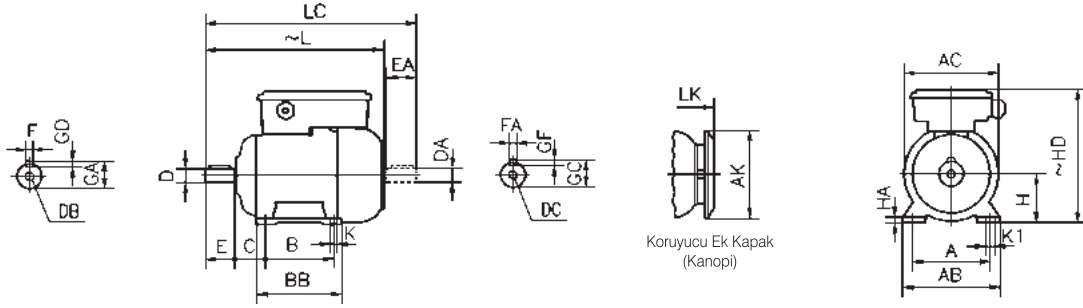 LC
~L
EA
F
GD
GA
DB
D
E
C
B
K
BB
DA
FA
GF
GC
DC
LK
AK
Koruyucu Ek Kapak
(Kanopi)
AC
~HD
H
HA
K1
A
AB